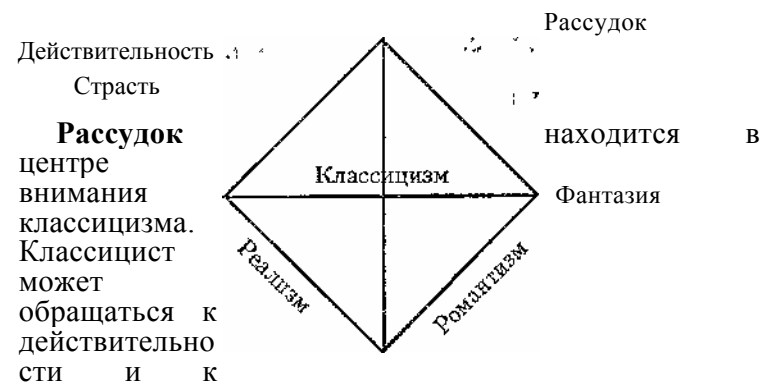 Рассудок
Действительность
Страсть
Рассудок находится в
центре
внимания
классицизма.
Классицист
может
обращаться к
действительно
сти и к
Классицизм
Фантазия
Реализм
Романтизм